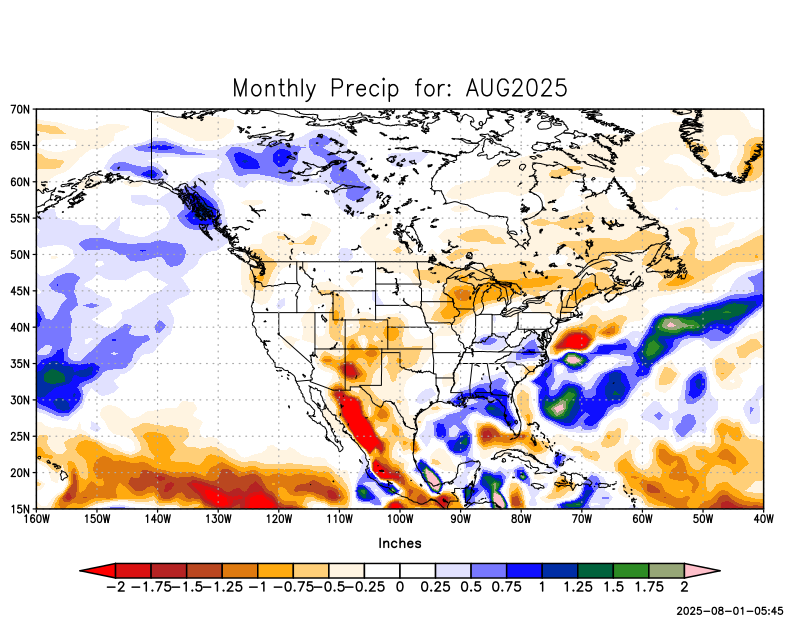 Monthly Precip for: AUG2025
70N
65N
60N
55N
50N
45N
40N
35N
30N
25N
20N
15N
160W 150W 140W 130W 120W 110W 100W 90W 80W 70W 60W 50W 40W
Inches
-2 -1.75 -1.5 -1.25 -1 -0.75 -0.5 -0.25 0 0.25 0.5 0.75 1 1.25 1.5 1.75 2
2025-08-01-05:45